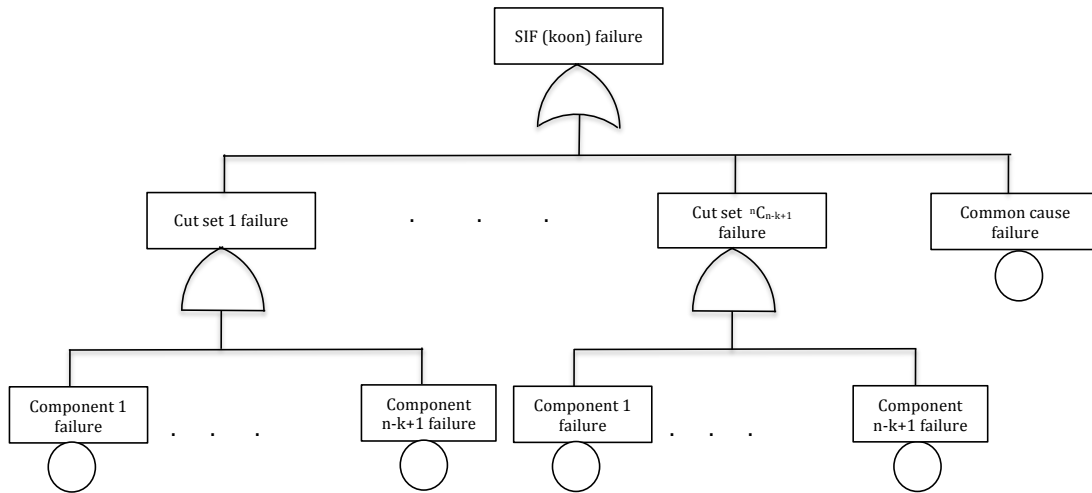 SIF (koon) failure
Cut set 1 failure
. . .
Cut set ⁿCₙ₋ₖ₊₁
failure
Common cause
failure
Component 1
failure
. . .
Component
n-k+1 failure
Component 1
failure
. . .
Component
n-k+1 failure